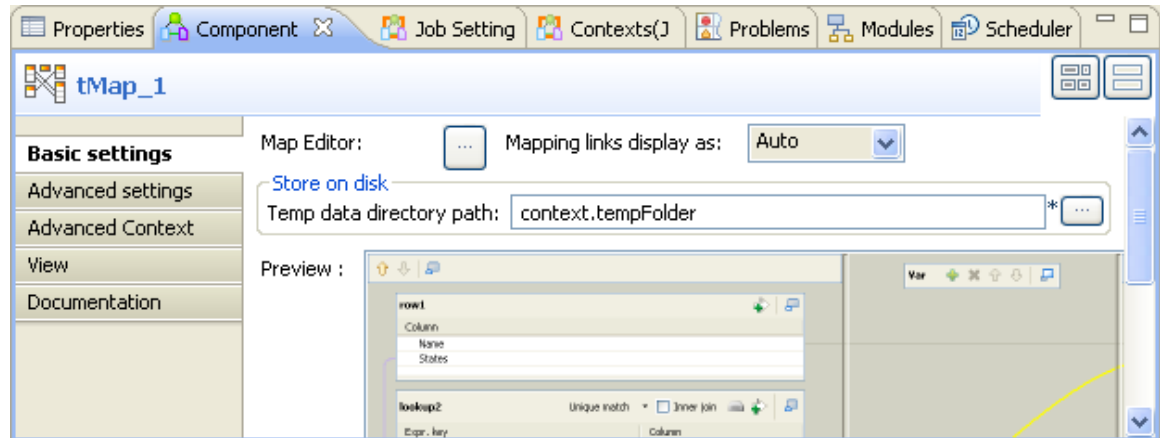 Properties Component Job Setting Contexts(J Problems Modules Scheduler
tMap_1
Basic settings
Advanced settings
Advanced Context
View
Documentation
Map Editor: ... Mapping links display as: Auto
Store on disk
Temp data directory path: context.tempFolder * ...
Preview :
Var
row1
Column
Name
States
lookup2 Unique match Inner join
Expr. key Column